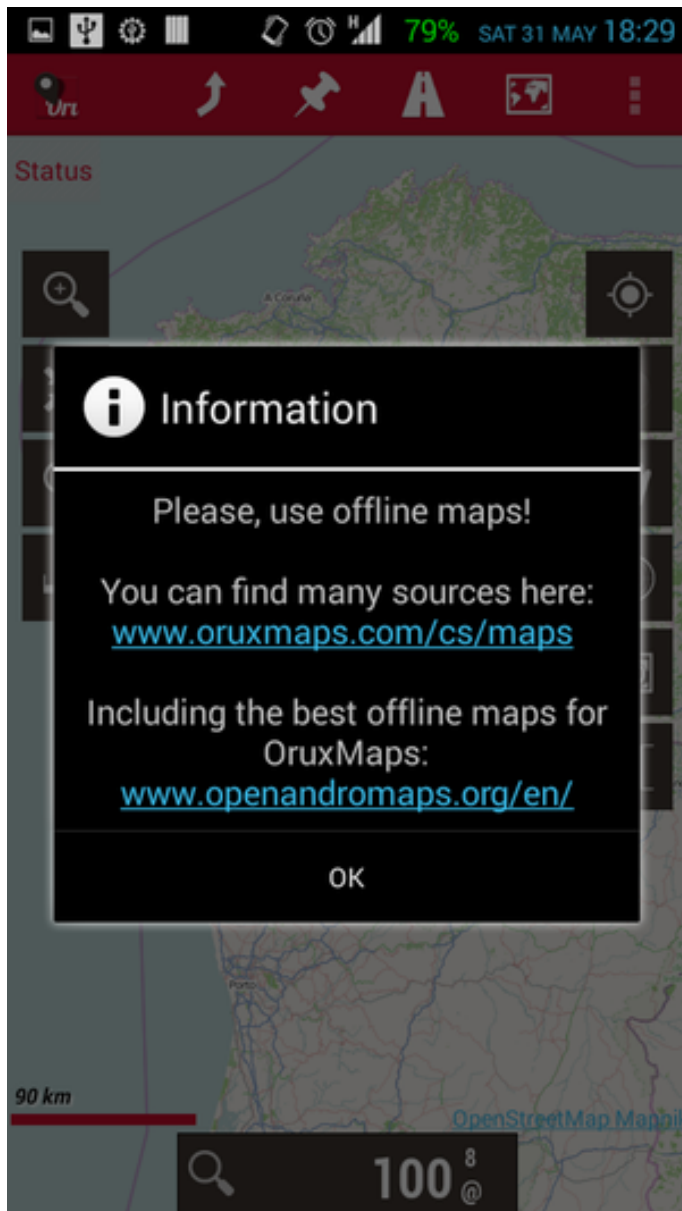 H 79% SAT 31 MAY 18:29
Oru
Status
A Coruña
Information
Please, use offline maps!
You can find many sources here:
www.oruxmaps.com/cs/maps
Including the best offline maps for
OruxMaps:
www.openandromaps.org/en/
OK
Porto
90 km
OpenStreetMap Mapnik
100 8
@